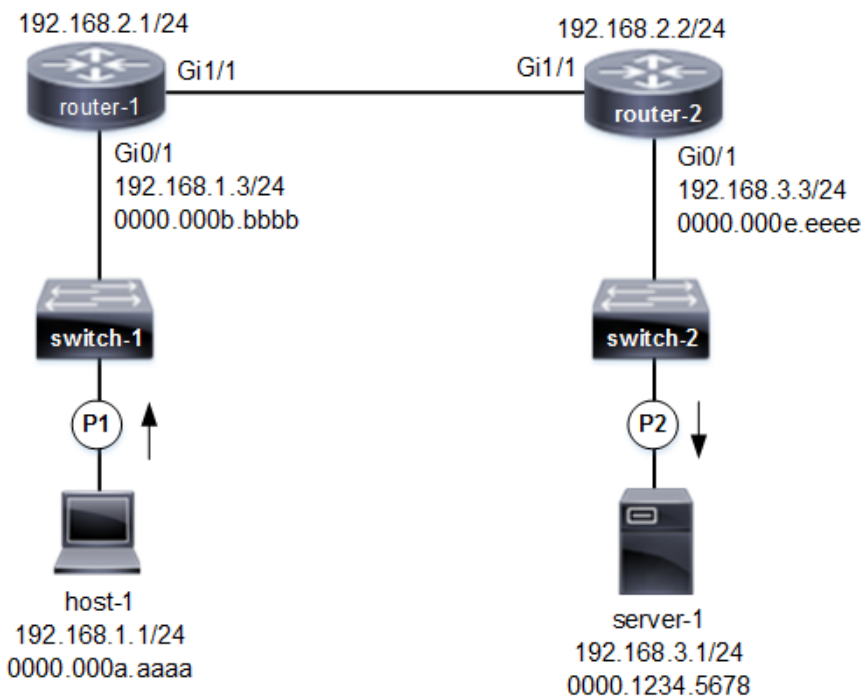 192.168.2.1/24
192.168.2.2/24
Gi1/1
Gi1/1
router-1
router-2
Gi0/1
192.168.1.3/24
0000.000b.bbbb
Gi0/1
192.168.3.3/24
0000.000e.eeee
switch-1
switch-2
P1
P2
host-1
192.168.1.1/24
0000.000a.aaaa
server-1
192.168.3.1/24
0000.1234.5678